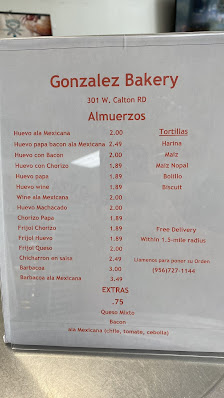 Gonzalez Bakery
301 W. Calton RD
Almuerzos
Huevo ala Mexicana 2.00
Huevo papa bacon ala Mexicana 2.49
Huevo con Bacon 2.00
Huevo con Chorizo 1.89
Huevo papa 1.89
Huevo wine 1.89
Wine ala Mexicana 2.00
Huevo Machacado 2.00
Chorizo Papa 1.89
Frijol Chorizo 1.89
Frijol Huevo 1.89
Frijol Queso 2.00
Chicharron en salsa 2.49
Barbacoa 3.00
Barbacoa ala Mexicana 3.49
Tortillas
Harina
Maiz
Maiz Nopal
Bolillo
Biscuit
Free Delivery
Within 1.5-mile radius
Llamenos para poner su Orden
(956)727-1144
EXTRAS
.75
Queso Mixto
Bacon
ala Mexicana (chile, tomate, cebolla)